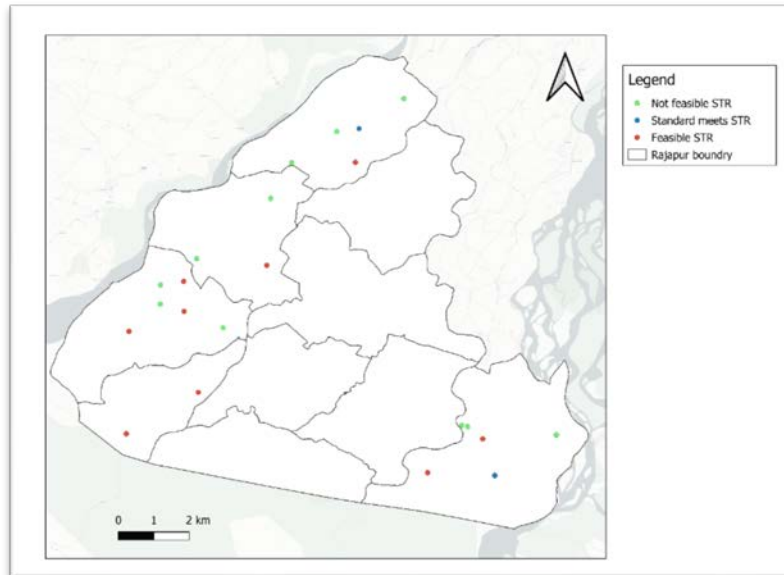 Legend
Not feasible STR
Standard meets STR
Feasible STR
Rajapur boundry
0 1 2 km